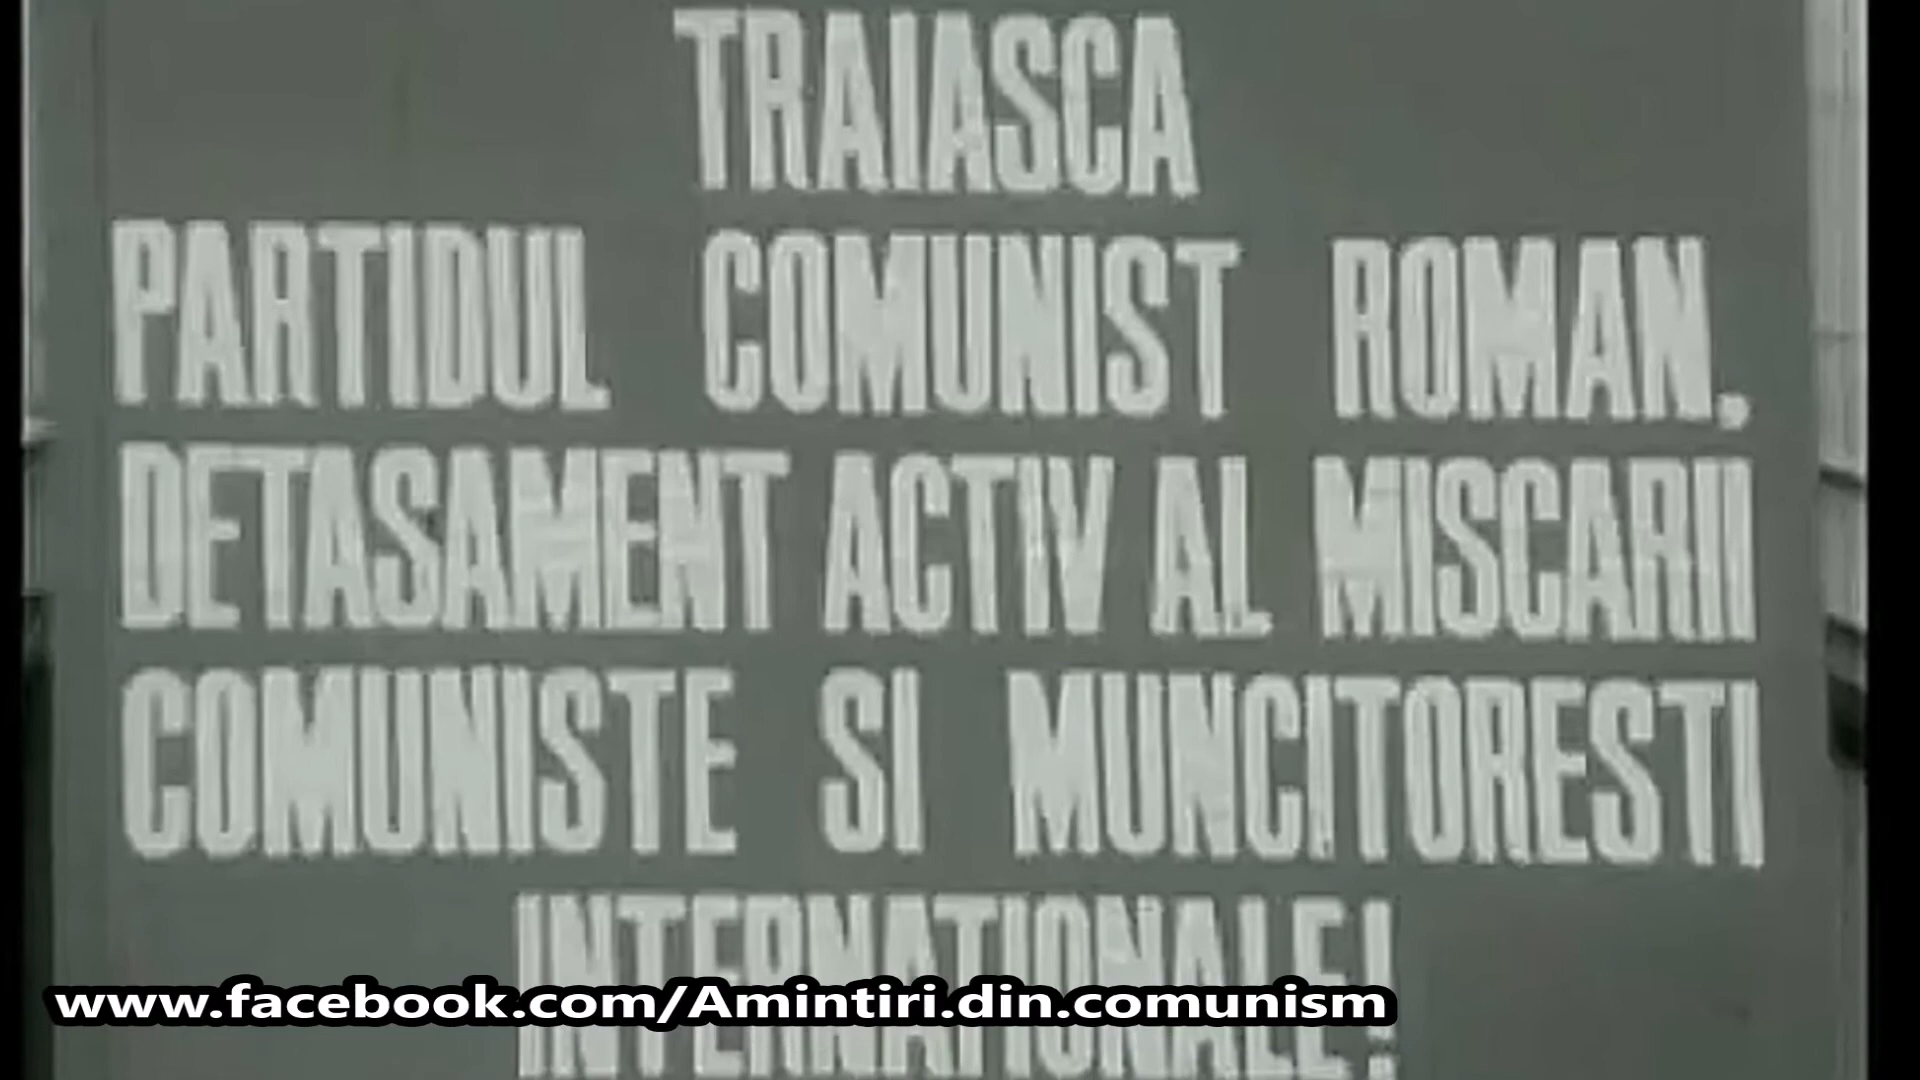 TRAIASCA
PARTIDUL COMUNIST ROMAN,
DETASAMENT ACTIV AL MISCARII
COMUNISTE SI MUNCITORESTI
INTERNATIONALE!
www.facebook.com/Amintiri.din.comunism